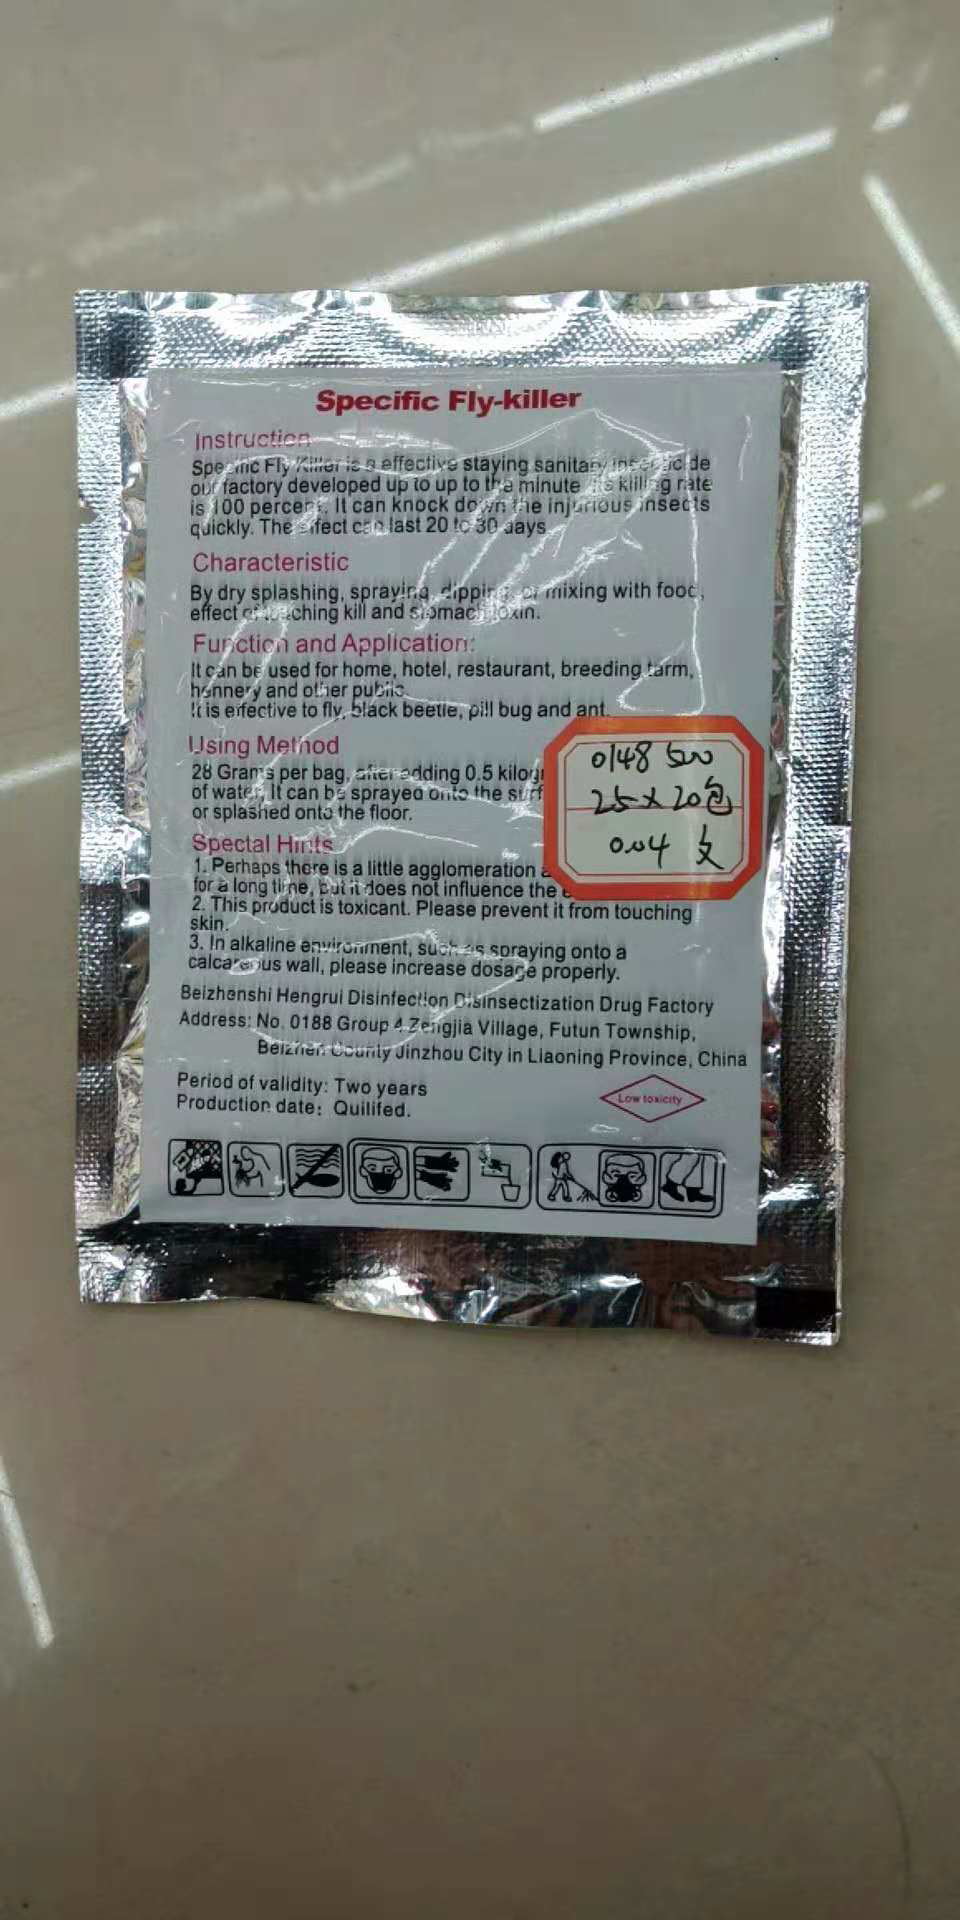 Specific Fly-killer
Instruction
Specific Fly Killer is a effective staying sanitary insecticide
our factory developed up to up to the minute its killing rate
is 100 percent. It can knock down the injurious insects
quickly. The effect can last 20 to 30 days
Characteristic
By dry splashing, spraying, dipping, or mixing with food,
effect of touching kill and stomach toxin.
Function and Application:
It can be used for home, hotel, restaurant, breeding farm,
hennery and other public
It is effective to fly, black beetle, pill bug and ant.
Using Method
28 Grams per bag, after adding 0.5
of water, It can be sprayed onto the
or splashed onto the floor.
Spectal Hints
1. Perhaps there is a little agglomeration
for a long time, but it does not influence the
2. This product is toxicant. Please prevent it from touching
skin.
3. In alkaline environment, such as spraying onto a
calcareous wall, please increase dosage properly.
Beizhenshi Hengrui Disinfection Disinsectization Drug Factory
Address: No. 0188 Group 4 Zengjia Village, Futun Township,
Beizhen County Jinzhou City in Liaoning Province, China
Period of validity: Two years
Production date: Quilifed.
Low toxicity
0148 500
25×20包
0.04 支